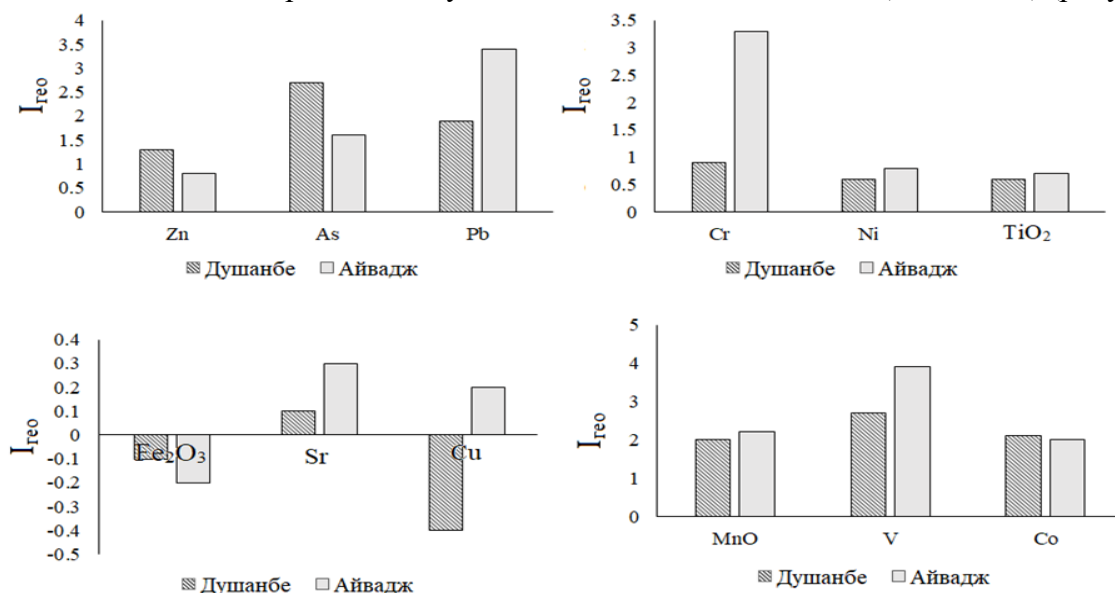 4
3.5
3
2.5
2
1.5
1
0.5
0
Iгео
Zn As Pb
Душанбе Айвадж
3.5
3
2.5
2
1.5
1
0.5
0
Iгео
Cr Ni TiO₂
Душанбе Айвадж
0.4
0.3
0.2
0.1
0
-0.1
-0.2
-0.3
-0.4
-0.5
Iгео
Fe₂O₃ Sr Cu
Душанбе Айвадж
5
4
3
2
1
0
Iгео
MnO V Co
Душанбе Айвадж